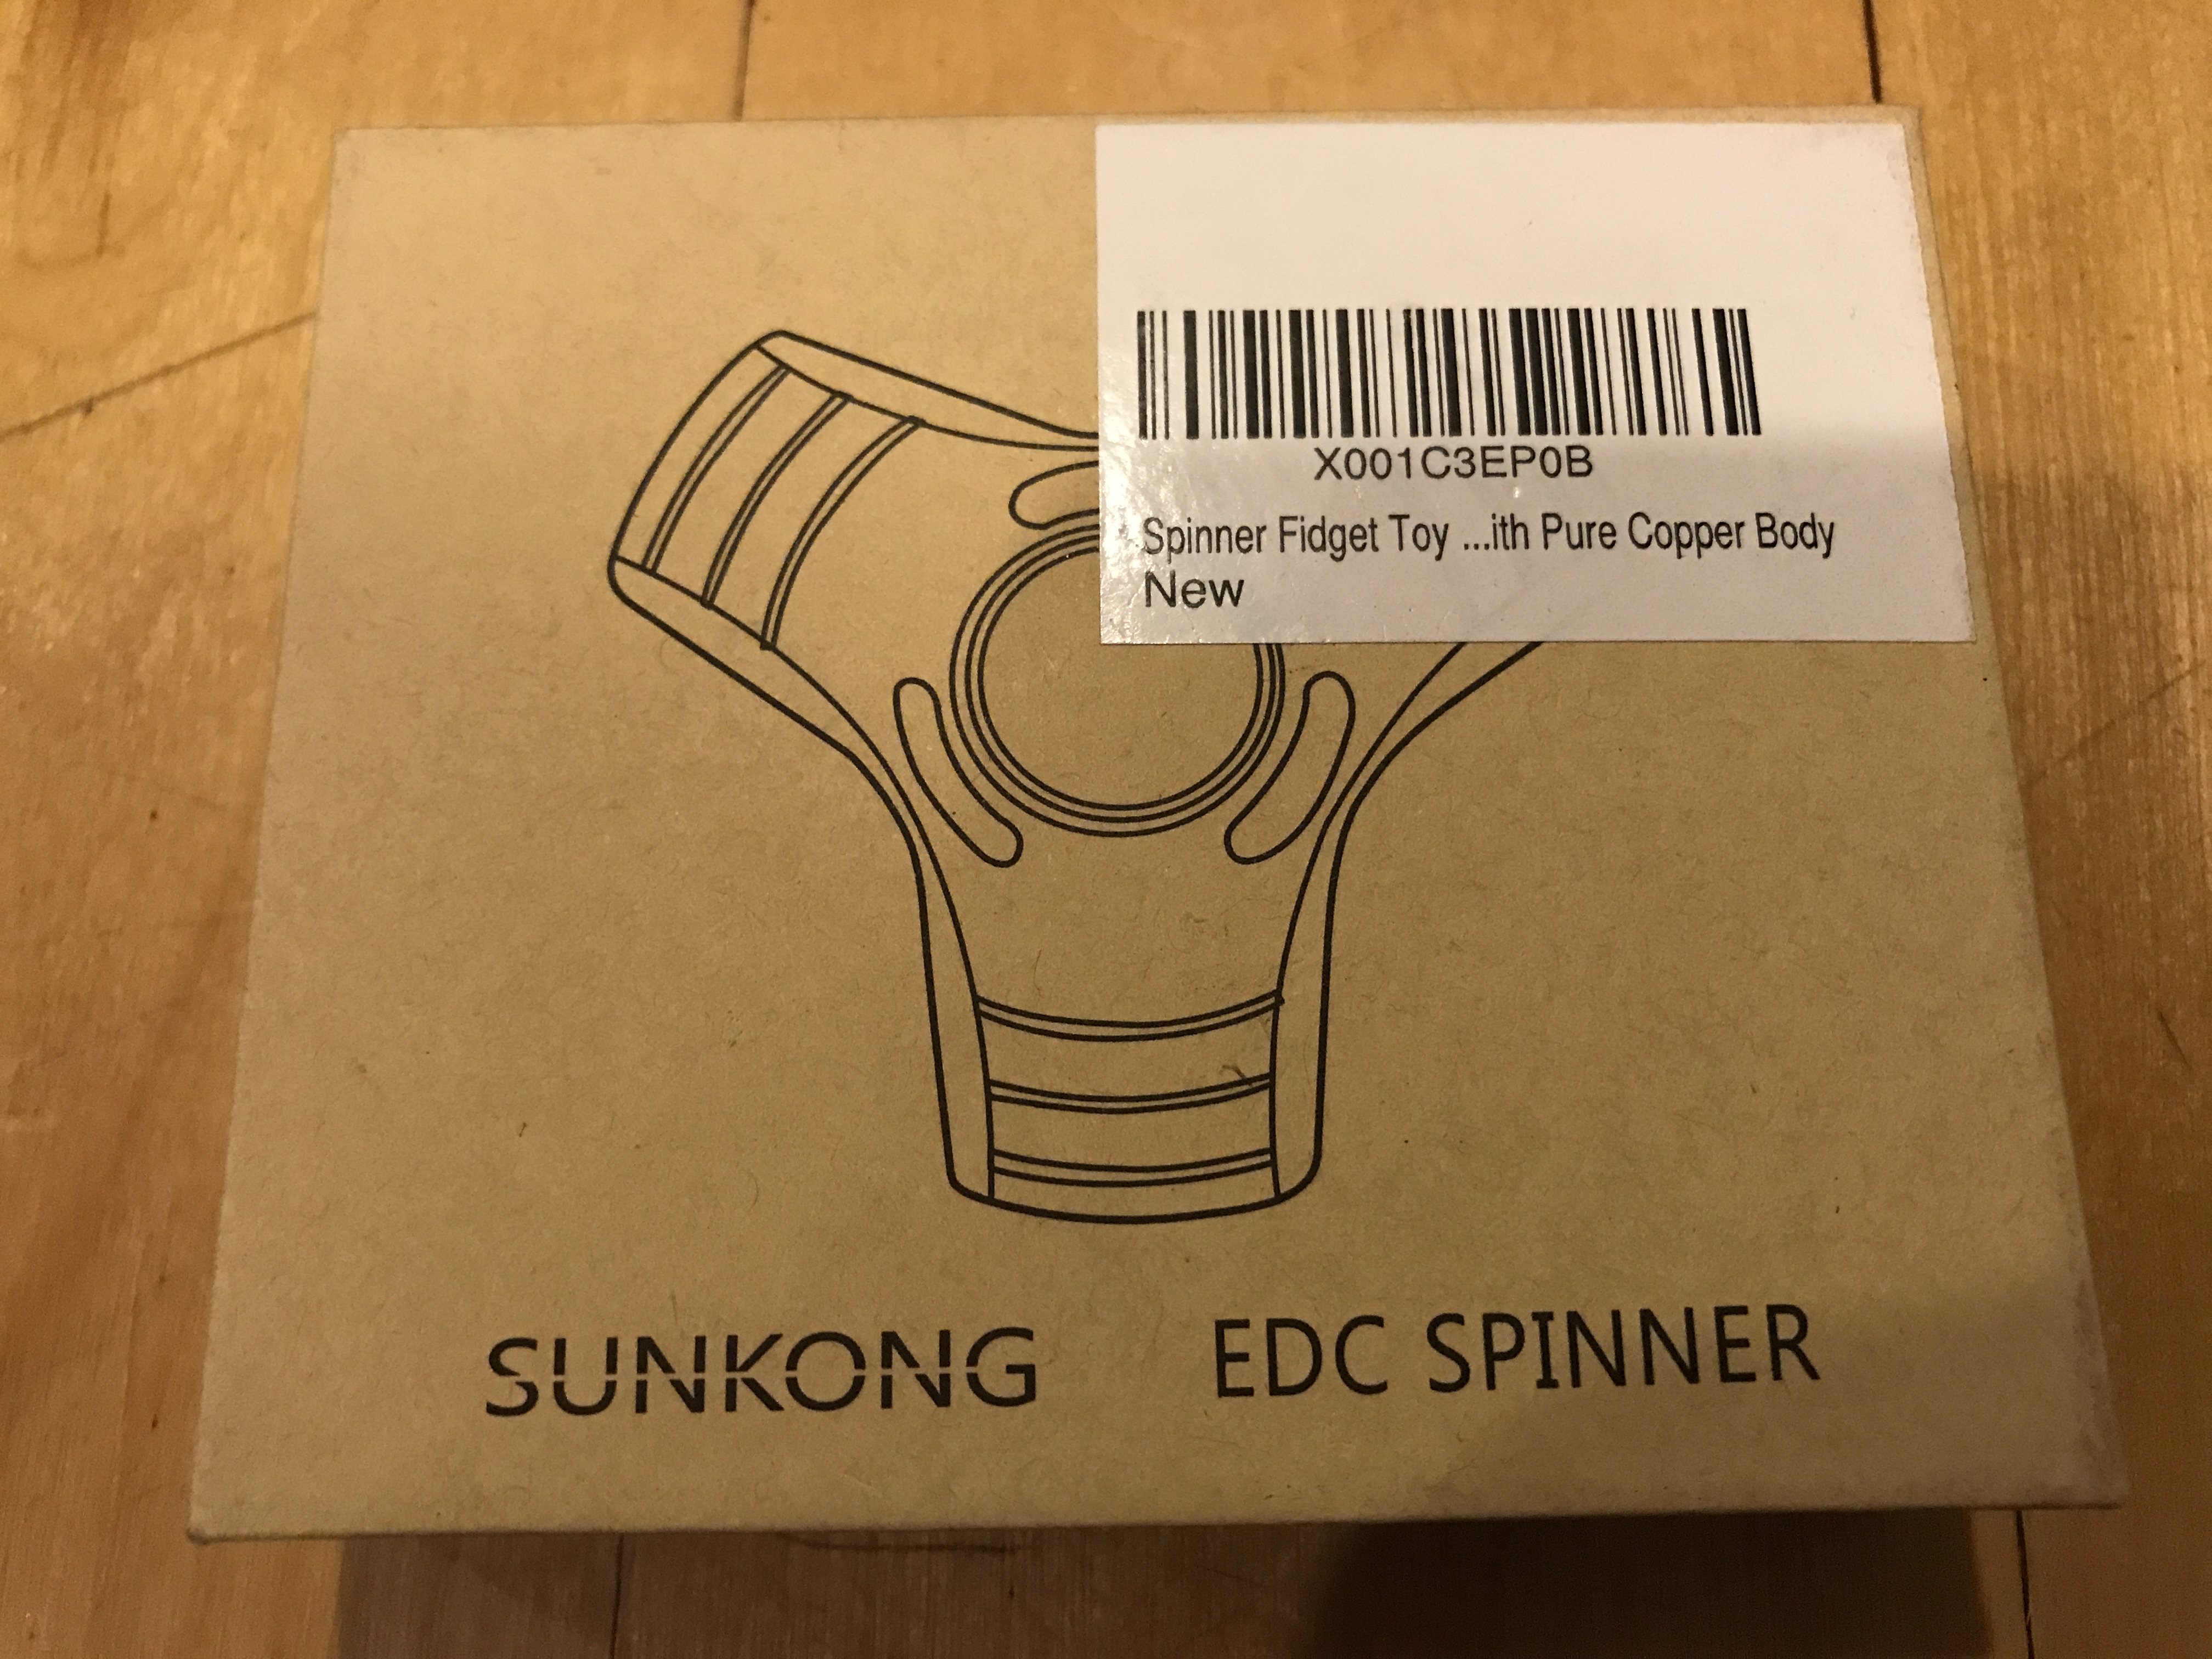 X001C3EP0B
Spinner Fidget Toy ...ith Pure Copper Body
New
SUNKONG EDC SPINNER